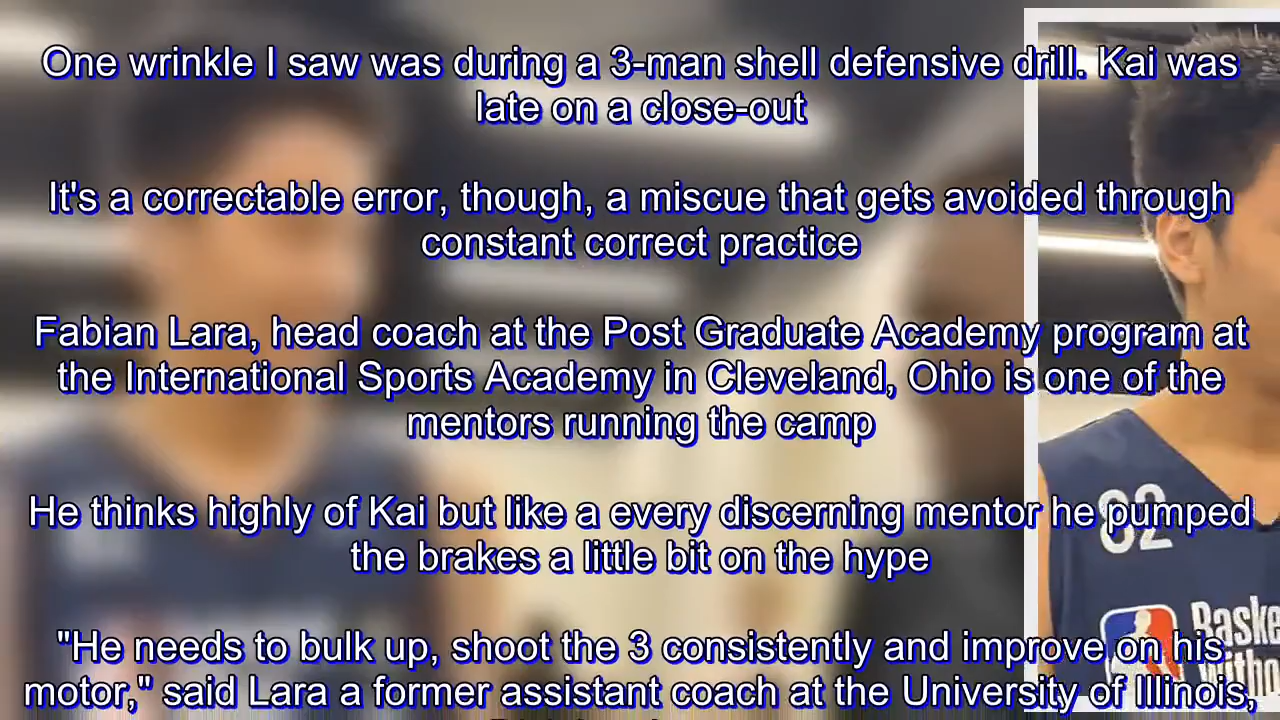 One wrinkle I saw was during a 3-man shell defensive drill. Kai was
late on a close-out
It's a correctable error, though, a miscue that gets avoided through
constant correct practice
Fabian Lara, head coach at the Post Graduate Academy program at
the International Sports Academy in Cleveland, Ohio is one of the
mentors running the camp
He thinks highly of Kai but like a every discerning mentor he pumped
the brakes a little bit on the hype
"He needs to bulk up, shoot the 3 consistently and improve on his
motor," said Lara a former assistant coach at the University of Illinois,
82